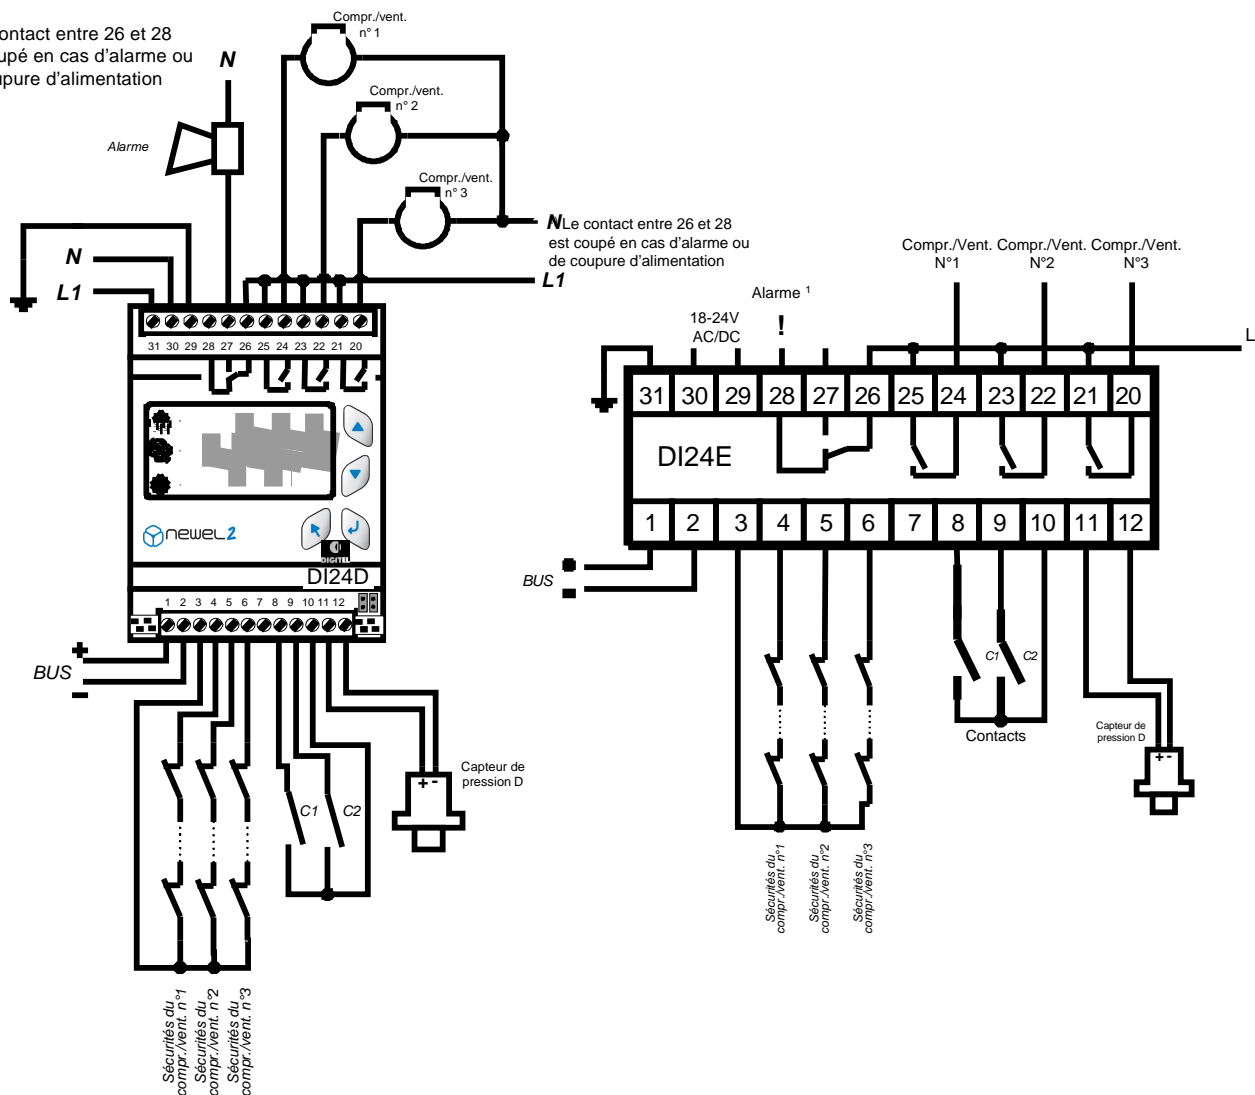 ontact entre 26 et 28
upé en cas d'alarme ou
upure d'alimentation
N
Alarme
Compr./vent.
n° 1
Compr./vent.
n° 2
Compr./vent.
n° 3
N
L1
N Le contact entre 26 et 28
est coupé en cas d'alarme ou
de coupure d'alimentation
L1
31 30 29 28 27 26 25 24 23 22 21 20
newel2
DIGITEL
DI24D
1 2 3 4 5 6 7 8 9 10 11 12
+
BUS
-
C1 C2
+ -
Capteur de
pression D
Sécurités du
compr./vent. n°1
Sécurités du
compr./vent. n°2
Sécurités du
compr./vent. n°3
Compr./Vent. Compr./Vent. Compr./Vent.
N°1 N°2 N°3
Alarme 1
!
18-24V
AC/DC
L
31 30 29 28 27 26 25 24 23 22 21 20
DI24E
1 2 3 4 5 6 7 8 9 10 11 12
BUS
C1 C2
Contacts
Capteur de
pression D
+ -
Sécurités du
compr./vent. n°1
Sécurités du
compr./vent. n°2
Sécurités du
compr./vent. n°3